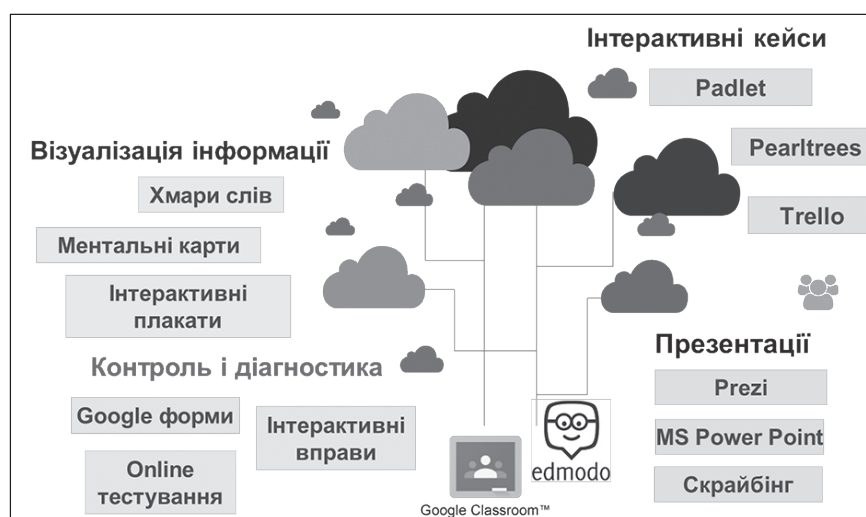 Інтерактивні кейси
Padlet
Pearltrees
Trello
Візуалізація інформації
Хмари слів
Ментальні карти
Інтерактивні
плакати
Контроль і діагностика
Google форми
Інтерактивні
вправи
Online
тестування
Google Classroom™
edmodo
Презентації
Prezi
MS Power Point
Скрайбінг